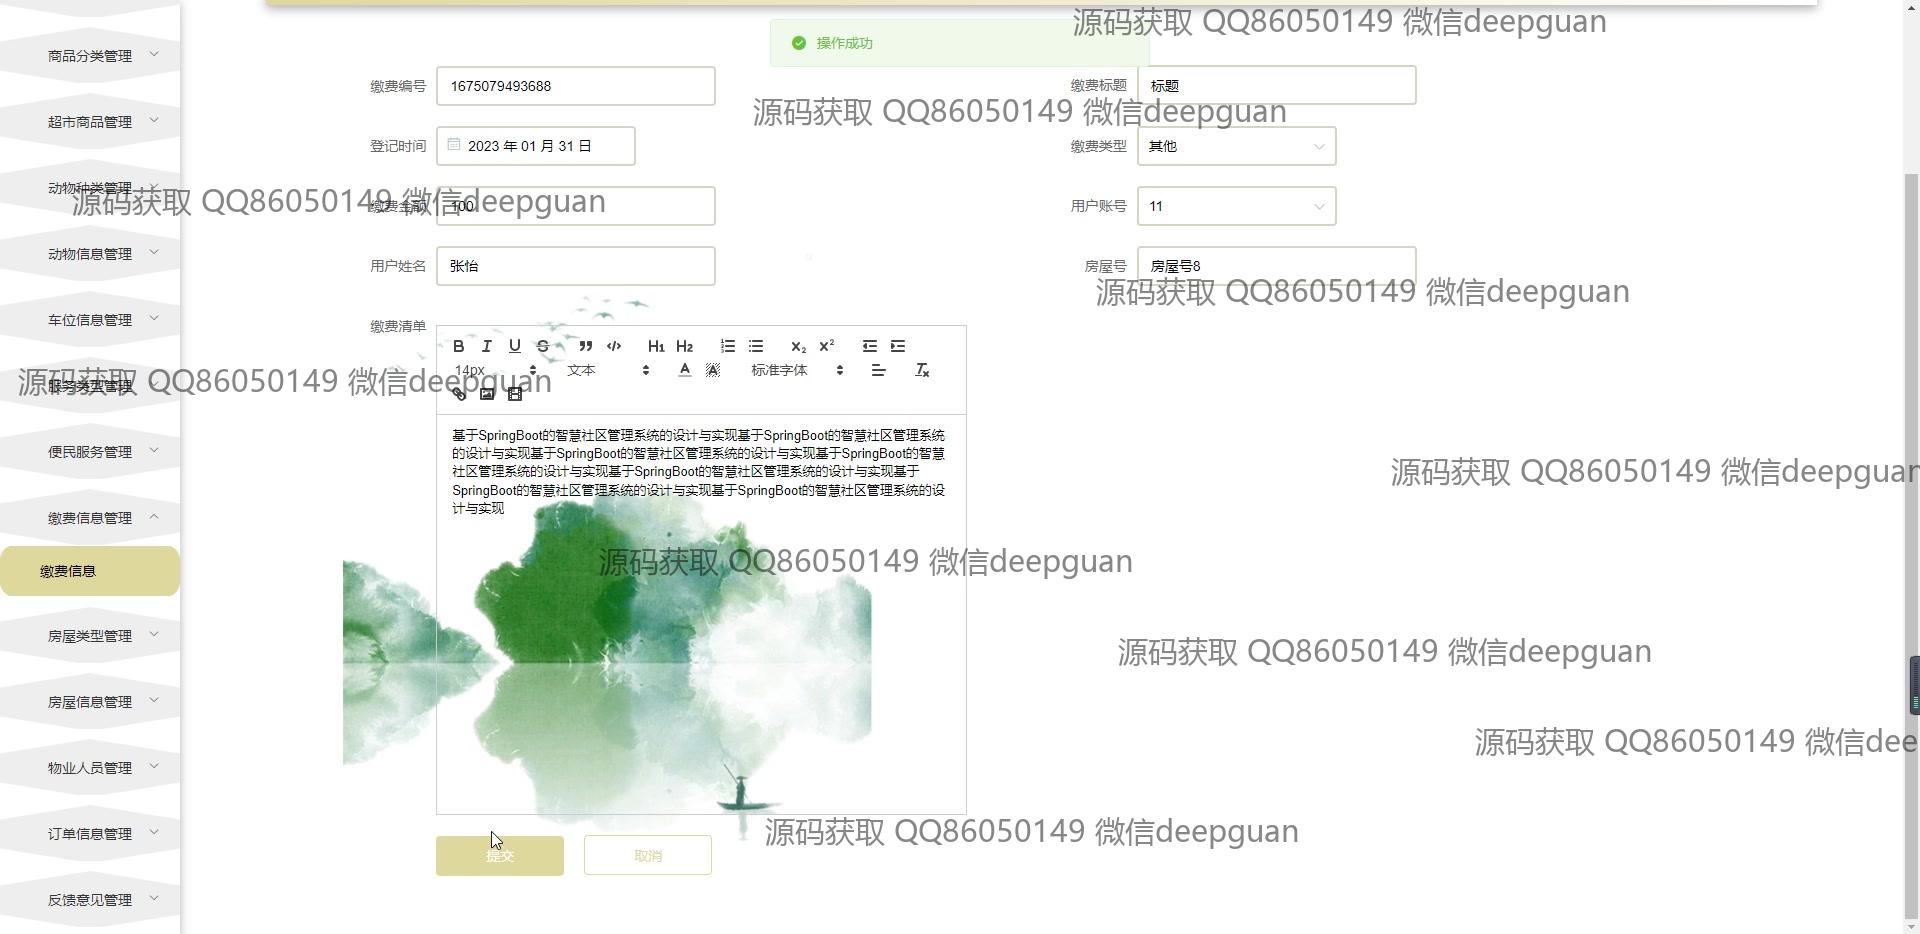 源码获取 QQ86050149 微信deepguan
操作成功
商品分类管理
缴费编号 1675079493688
缴费标题 标题
源码获取 QQ86050149 微信deepguan
超市商品管理
登记时间 2023 年 01 月 31 日
缴费类型 其他
动物种类管理
源码获取 QQ86050149 微信deepguan
缴费金额 100
用户账号 11
动物信息管理
用户姓名 张怡
房屋号 房屋号8
源码获取 QQ86050149 微信deepguan
车位信息管理
缴费清单
B I U S ” </> H1 H2 X2 X2
14px 文本 A A 标准字体 Tx
服务类型管理
源码获取 QQ86050149 微信deepguan
基于SpringBoot的智慧社区管理系统的设计与实现基于SpringBoot的智慧社区管理系统
的设计与实现基于SpringBoot的智慧社区管理系统的设计与实现基于SpringBoot的智慧
社区管理系统的设计与实现基于SpringBoot的智慧社区管理系统的设计与实现基于
SpringBoot的智慧社区管理系统的设计与实现基于SpringBoot的智慧社区管理系统的设
计与实现
便民服务管理
源码获取 QQ86050149 微信deepguan
缴费信息管理
缴费信息
源码获取 QQ86050149 微信deepguan
房屋类型管理
源码获取 QQ86050149 微信deepguan
房屋信息管理
源码获取 QQ86050149 微信dee
物业人员管理
订单信息管理
源码获取 QQ86050149 微信deepguan
提交 取消
反馈意见管理